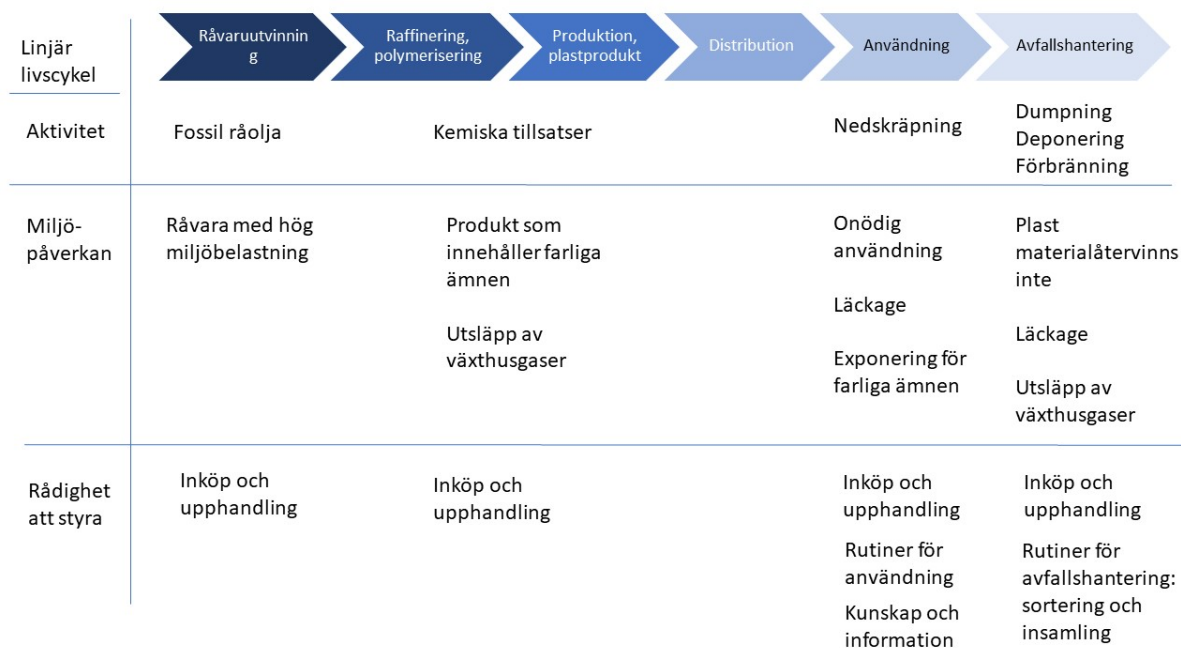 Linjär
livscykel
Råvaruutvinnin
g
Raffinering,
polymerisering
Produktion,
plastprodukt
Distribution
Användning
Avfallshantering
Aktivitet
Fossil råolja
Kemiska tillsatser
Nedskräpning
Dumpning
Deponering
Förbränning
Miljö-
påverkan
Råvara med hög
miljöbelastning
Produkt som
innehåller farliga
ämnen
Utsläpp av
växthusgaser
Onödig
användning
Läckage
Exponering för
farliga ämnen
Plast
materialåtervinns
inte
Läckage
Utsläpp av
växthusgaser
Rådighet
att styra
Inköp och
upphandling
Inköp och
upphandling
Inköp och
upphandling
Rutiner för
användning
Kunskap och
information
Inköp och
upphandling
Rutiner för
avfallshantering:
sortering och
insamling